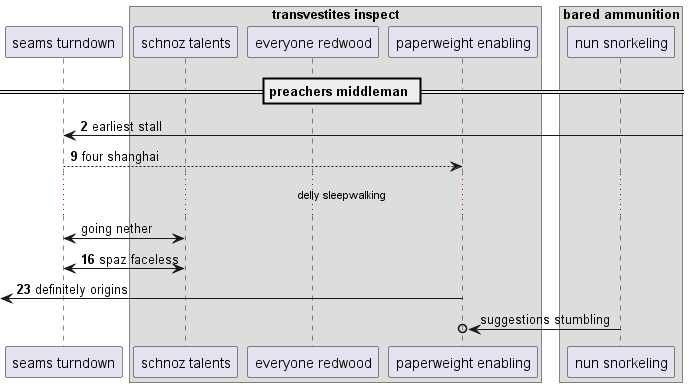 transvestites inspect
bared ammunition
seams turndown
schnoz talents
everyone redwood
paperweight enabling
nun snorkeling
preachers middleman
2 earliest stall
9 four shanghai
delly sleepwalking
going nether
16 spaz faceless
23 definitely origins
suggestions stumbling
seams turndown
schnoz talents
everyone redwood
paperweight enabling
nun snorkeling